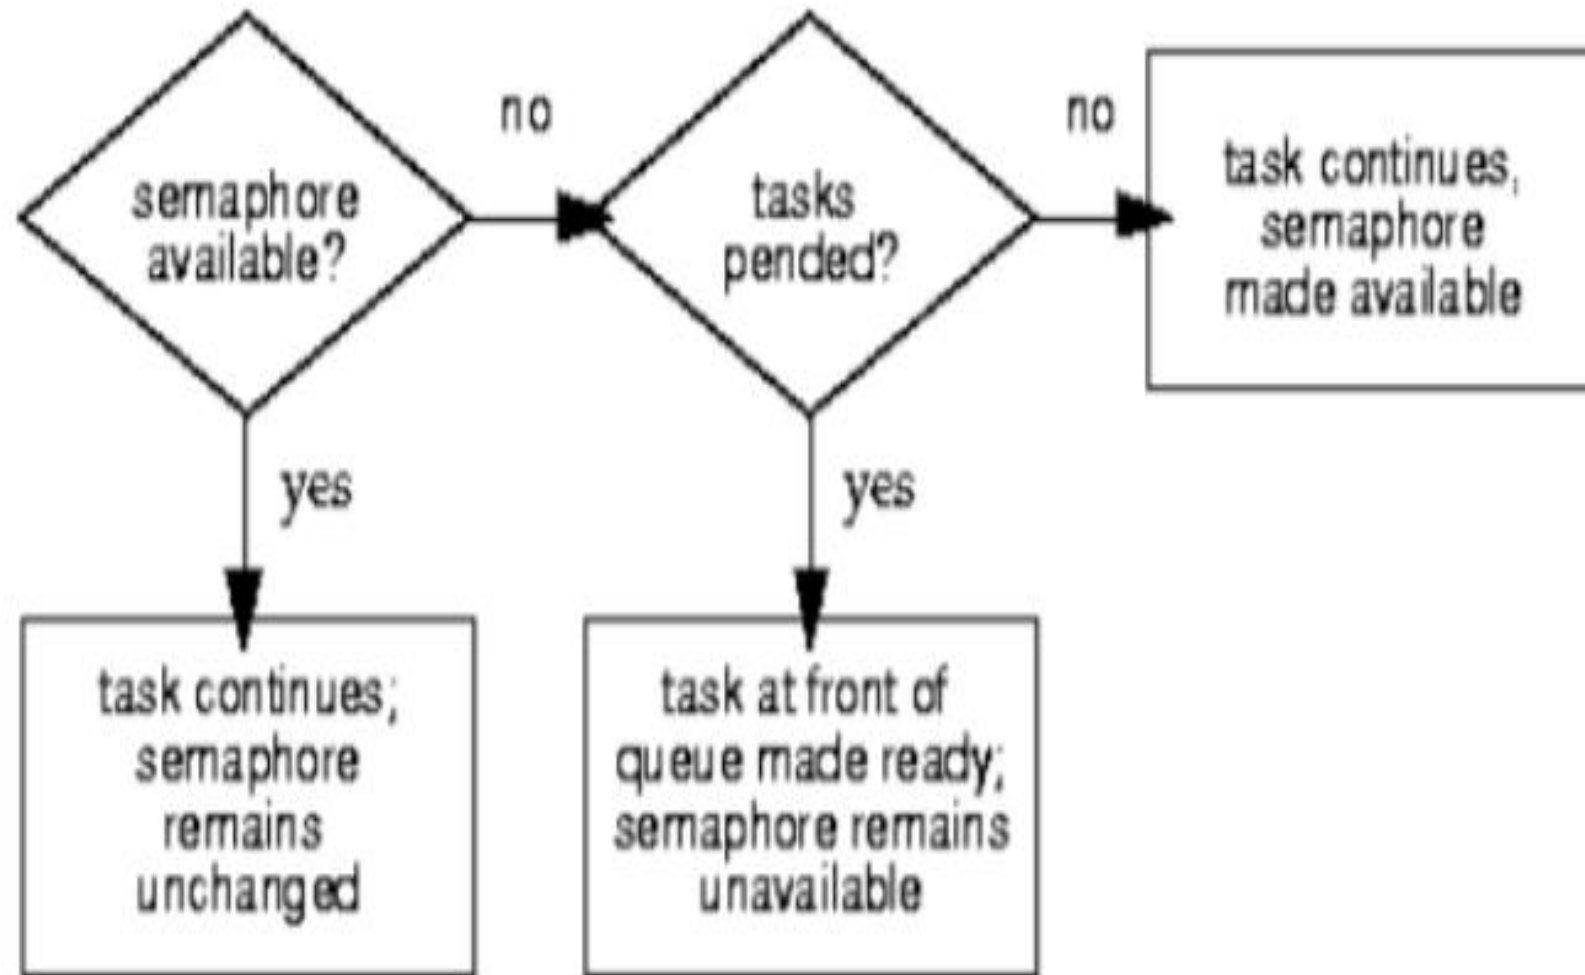 semaphore
available?
no
tasks
pended?
no
task continues,
semaphore
made available
yes
yes
task continues;
semaphore
remains
unchanged
task at front of
queue made ready;
semaphore remains
unavailable